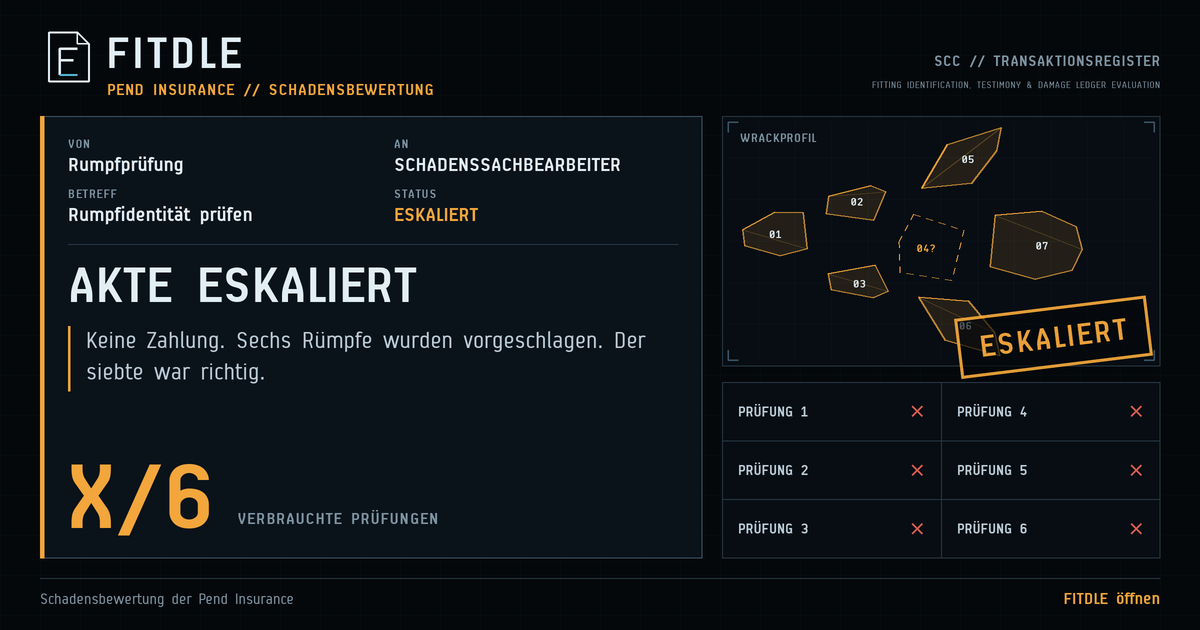 FITDLE
PEND INSURANCE // SCHADENSBEWERTUNG
SCC // TRANSAKTIONSREGISTER
FITTING IDENTIFICATION, TESTIMONY & DAMAGE LEDGER EVALUATION
VON
Rumpfprüfung
AN
SCHADENSSACHBEARBEITER
BETREFF
Rumpfidentität prüfen
STATUS
ESKALIERT
AKTE ESKALIERT
Keine Zahlung. Sechs Rümpfe wurden vorgeschlagen. Der
siebte war richtig.
X/6
VERBRAUCHTE PRÜFUNGEN
WRACKPROFIL
05
02
01
04?
07
03
06
ESKALIERT
PRÜFUNG 1
PRÜFUNG 4
PRÜFUNG 2
PRÜFUNG 5
PRÜFUNG 3
PRÜFUNG 6
Schadensbewertung der Pend Insurance
FITDLE öffnen